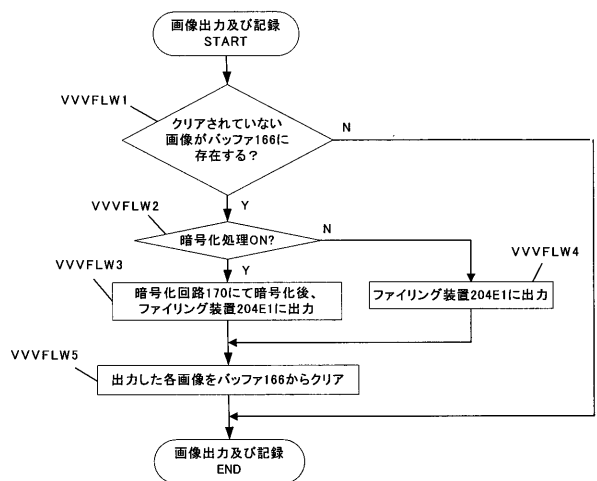 画像出力及び記録
START
VVVFLW1
クリアされていない
画像がバッファ166に
存在する？
N
Y
VVVFLW2
暗号化処理ON?
N
Y
VVVFLW3
暗号化回路170にて暗号化後、
ファイリング装置204E1に出力
VVVFLW4
ファイリング装置204E1に出力
VVVFLW5
出力した各画像をバッファ166からクリア
画像出力及び記録
END